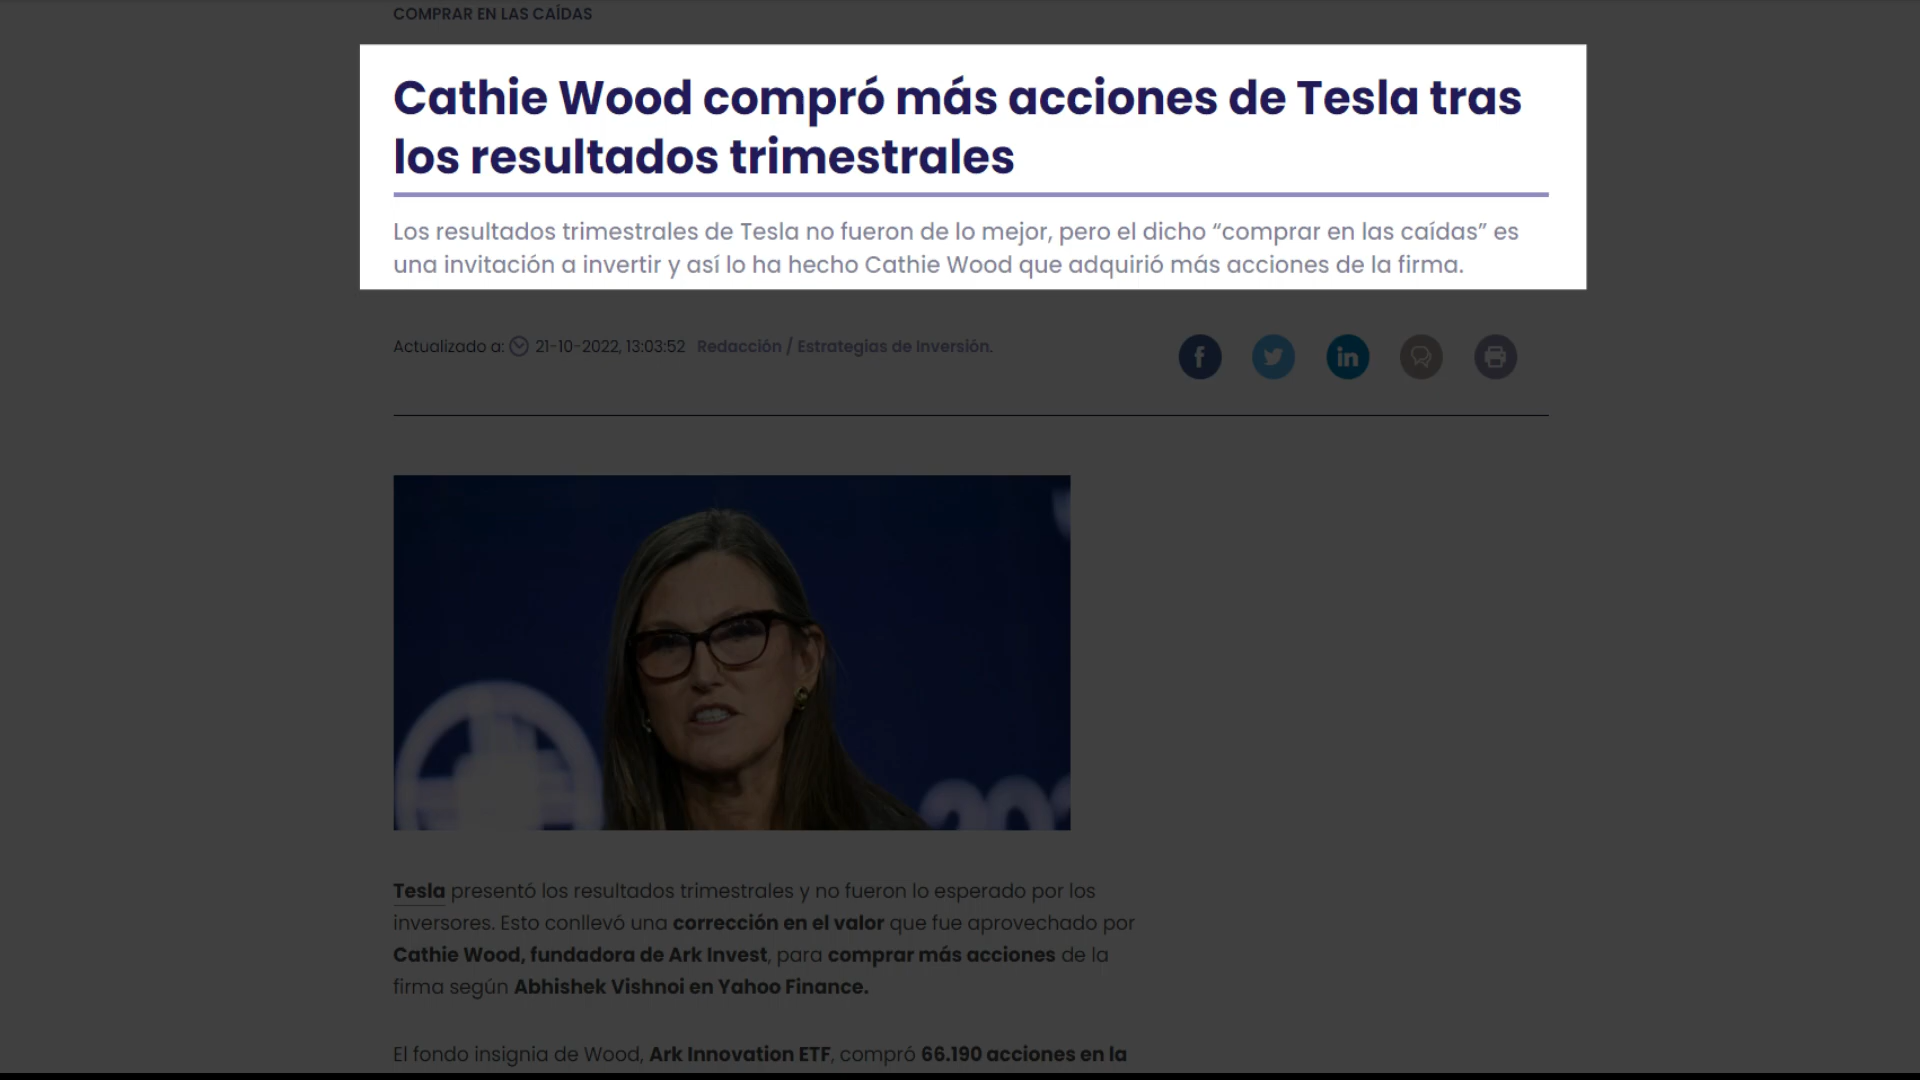 COMPRAR EN LAS CAÍDAS
Cathie Wood compró más acciones de Tesla tras
los resultados trimestrales
Los resultados trimestrales de Tesla no fueron de lo mejor, pero el dicho “comprar en las caídas” es
una invitación a invertir y así lo ha hecho Cathie Wood que adquirió más acciones de la firma.
Actualizado a: 21-10-2022, 13:03:52 Redacción / Estrategias de Inversión.
Tesla presentó los resultados trimestrales y no fueron lo esperado por los
inversores. Esto conllevó una corrección en el valor que fue aprovechado por
Cathie Wood, fundadora de Ark Invest, para comprar más acciones de la
firma según Abhishek Vishnoi en Yahoo Finance.
El fondo insignia de Wood, Ark Innovation ETF, compró 66.190 acciones en la